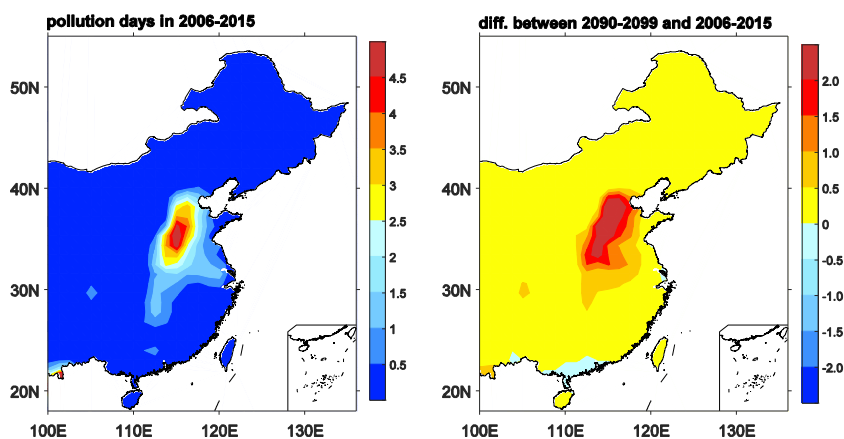 pollution days in 2006-2015
50N
40N
30N
20N
100E 110E 120E 130E
4.5
4
3.5
3
2.5
2
1.5
1
0.5
diff. between 2090-2099 and 2006-2015
50N
40N
30N
20N
100E 110E 120E 130E
2.0
1.5
1.0
0.5
0
-0.5
-1.0
-1.5
-2.0